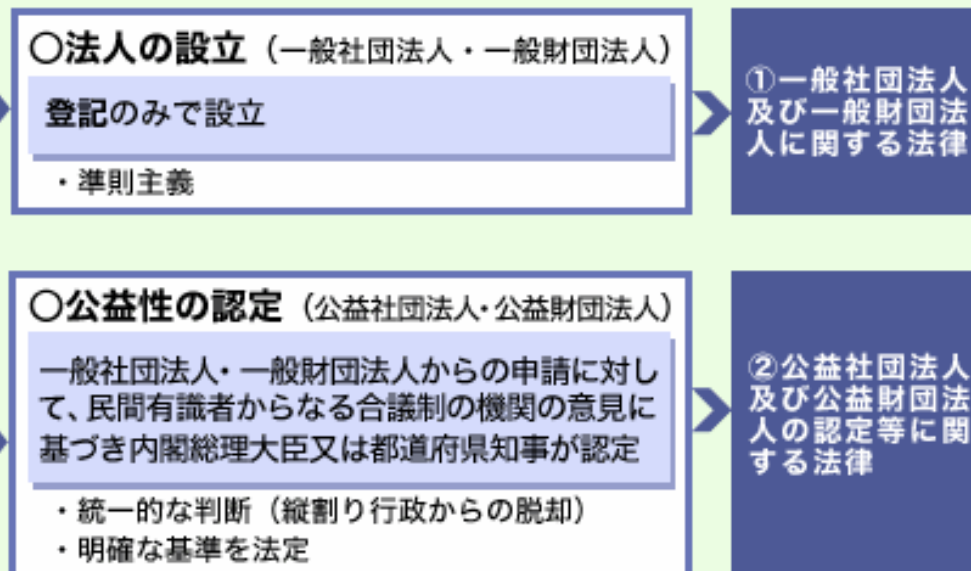 〇法人の設立（一般社団法人・一般財団法人）
登記のみで設立
・準則主義
①一般社団法人
及び一般財団法
人に関する法律
〇公益性の認定（公益社団法人・公益財団法人）
一般社団法人・一般財団法人からの申請に対し
て、民間有識者からなる合議制の機関の意見に
基づき内閣総理大臣又は都道府県知事が認定
・統一的な判断（縦割り行政からの脱却）
・明確な基準を法定
②公益社団法人
及び公益財団法
人の認定等に関
する法律